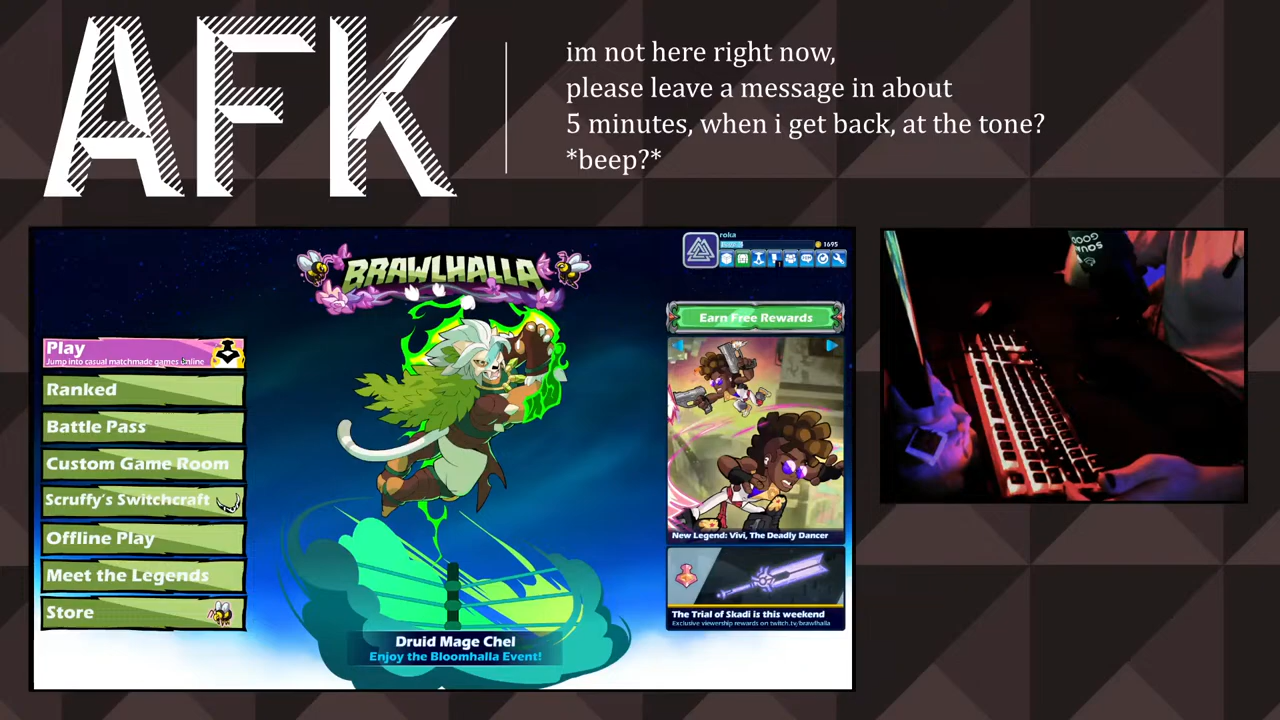 AFK
im not here right now,
please leave a message in about
5 minutes, when i get back, at the tone?
*beep?*
BRAWLHALLA
roka
1695
Earn Free Rewards
Play
Jump into casual matchmade games online
Ranked
Battle Pass
Custom Game Room
Scruffy's Switchcraft
Offline Play
Meet the Legends
Store
New Legend: Vivi, The Deadly Dancer
The Trial of Skadi is this weekend
Exclusive viewership rewards on twitch.tv/brawlhalla
Druid Mage Chel
Enjoy the Bloomhalla Event!
GOOD